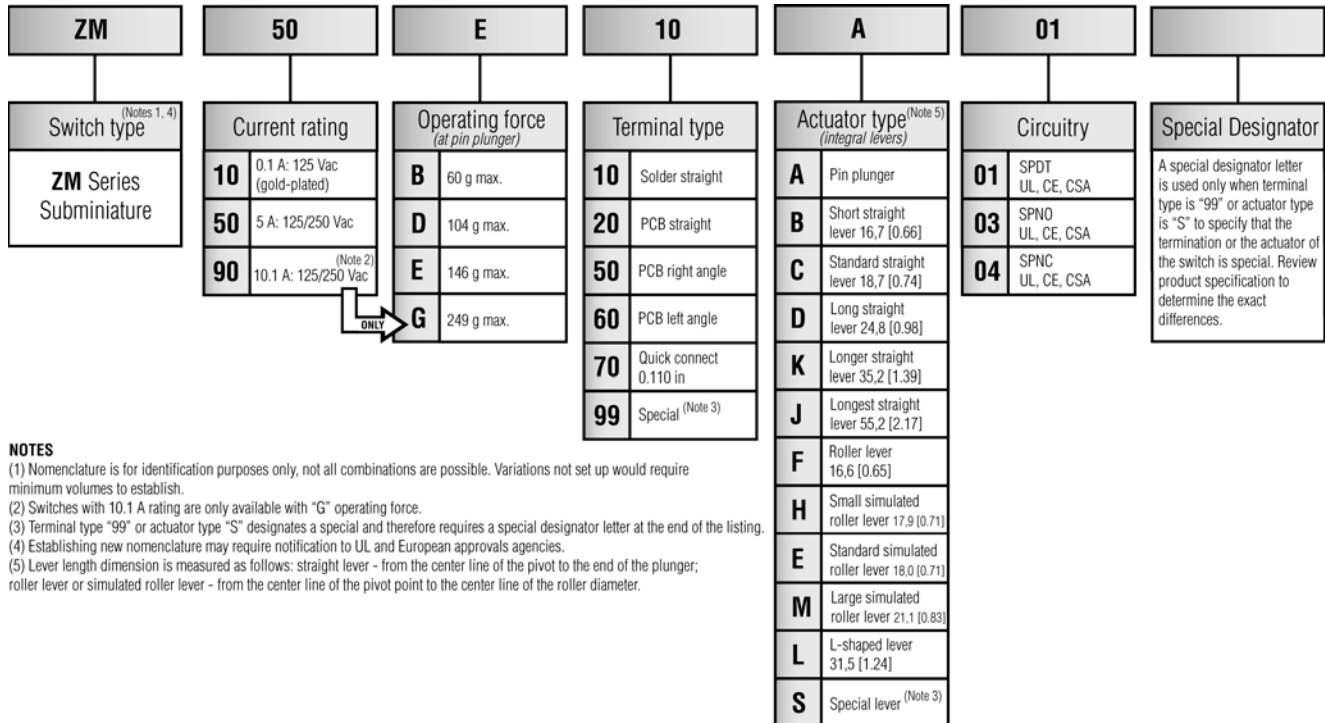 ZM
50
E
10
A
01
Switch type (Notes 1, 4)
ZM Series
Subminiature
Current rating
10
0.1 A: 125 Vac
(gold-plated)
50
5 A: 125/250 Vac
90
(Note 2)
10.1 A: 125/250 Vac
ONLY
Operating force
(at pin plunger)
B
60 g max.
D
104 g max.
E
146 g max.
G
249 g max.
Terminal type
10
Solder straight
20
PCB straight
50
PCB right angle
60
PCB left angle
70
Quick connect
0.110 in
99
Special (Note 3)
Actuator type (Note 5)
(integral levers)
A
Pin plunger
B
Short straight
lever 16,7 [0.66]
C
Standard straight
lever 18,7 [0.74]
D
Long straight
lever 24,8 [0.98]
K
Longer straight
lever 35,2 [1.39]
J
Longest straight
lever 55,2 [2.17]
F
Roller lever
16,6 [0.65]
H
Small simulated
roller lever 17,9 [0.71]
E
Standard simulated
roller lever 18,0 [0.71]
M
Large simulated
roller lever 21,1 [0.83]
L
L-shaped lever
31,5 [1.24]
S
Special lever (Note 3)
Circuitry
01
SPDT
UL, CE, CSA
03
SPNO
UL, CE, CSA
04
SPNC
UL, CE, CSA
Special Designator
A special designator letter
is used only when terminal
type is “99” or actuator type
is “S” to specify that the
termination or the actuator of
the switch is special. Review
product specification to
determine the exact
differences.
NOTES
(1) Nomenclature is for identification purposes only, not all combinations are possible. Variations not set up would require
minimum volumes to establish.
(2) Switches with 10.1 A rating are only available with “G” operating force.
(3) Terminal type “99” or actuator type “S” designates a special and therefore requires a special designator letter at the end of the listing.
(4) Establishing new nomenclature may require notification to UL and European approvals agencies.
(5) Lever length dimension is measured as follows: straight lever - from the center line of the pivot to the end of the plunger;
roller lever or simulated roller lever - from the center line of the pivot point to the center line of the roller diameter.